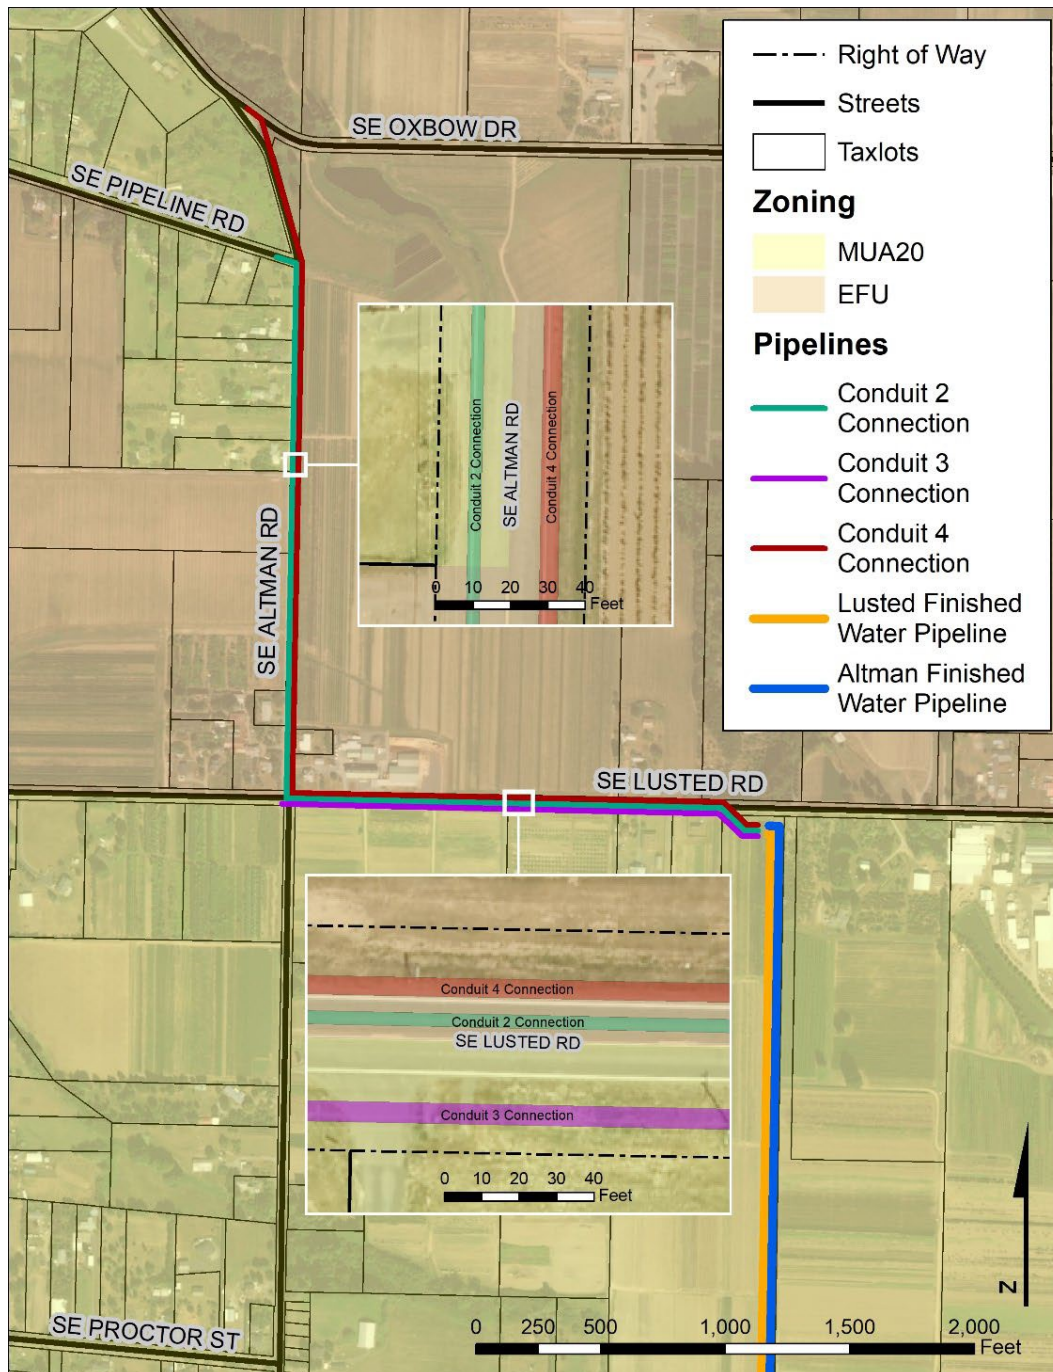 Right of Way
Streets
Taxlots
Zoning
MUA20
EFU
Pipelines
Conduit 2
Connection
Conduit 3
Connection
Conduit 4
Connection
Lusted Finished
Water Pipeline
Altman Finished
Water Pipeline
SE OXBOW DR
SE PIPELINE RD
Conduit 2 Connection
SE ALTMAN RD
Conduit 4 Connection
0 10 20 30 40
Feet
SE ALTMAN RD
SE LUSTED RD
Conduit 4 Connection
Conduit 2 Connection
SE LUSTED RD
Conduit 3 Connection
0 10 20 30 40
Feet
N
SE PROCTOR ST
0 250 500 1,000 1,500 2,000
Feet